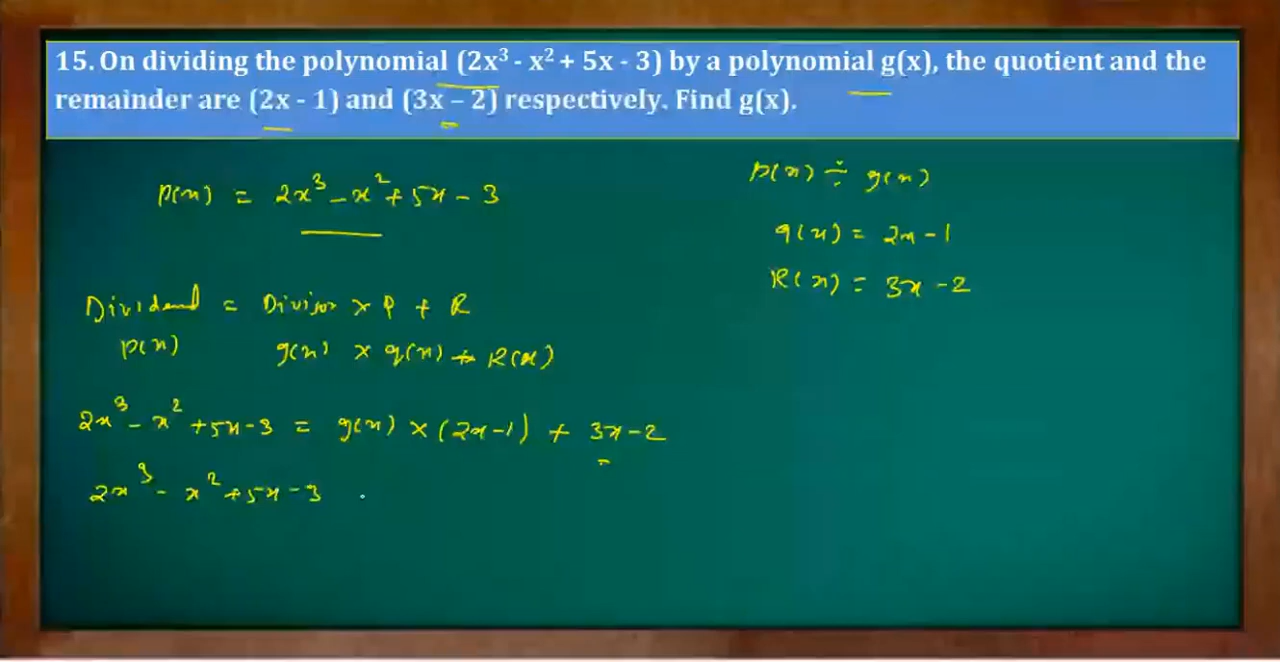 15. On dividing the polynomial (2x³ - x² + 5x - 3) by a polynomial g(x), the quotient and the
remainder are (2x - 1) and (3x – 2) respectively. Find g(x).
p(x) = 2x³ - x² + 5x - 3
Dividend = Divisor × q + R
p(x) g(x) × q(x) + R(x)
2x³ - x² + 5x - 3 = g(x) × (2x - 1) + 3x - 2
2x³ - x² + 5x - 3
p(x) ÷ g(x)
q(x) = 2x - 1
R(x) = 3x - 2